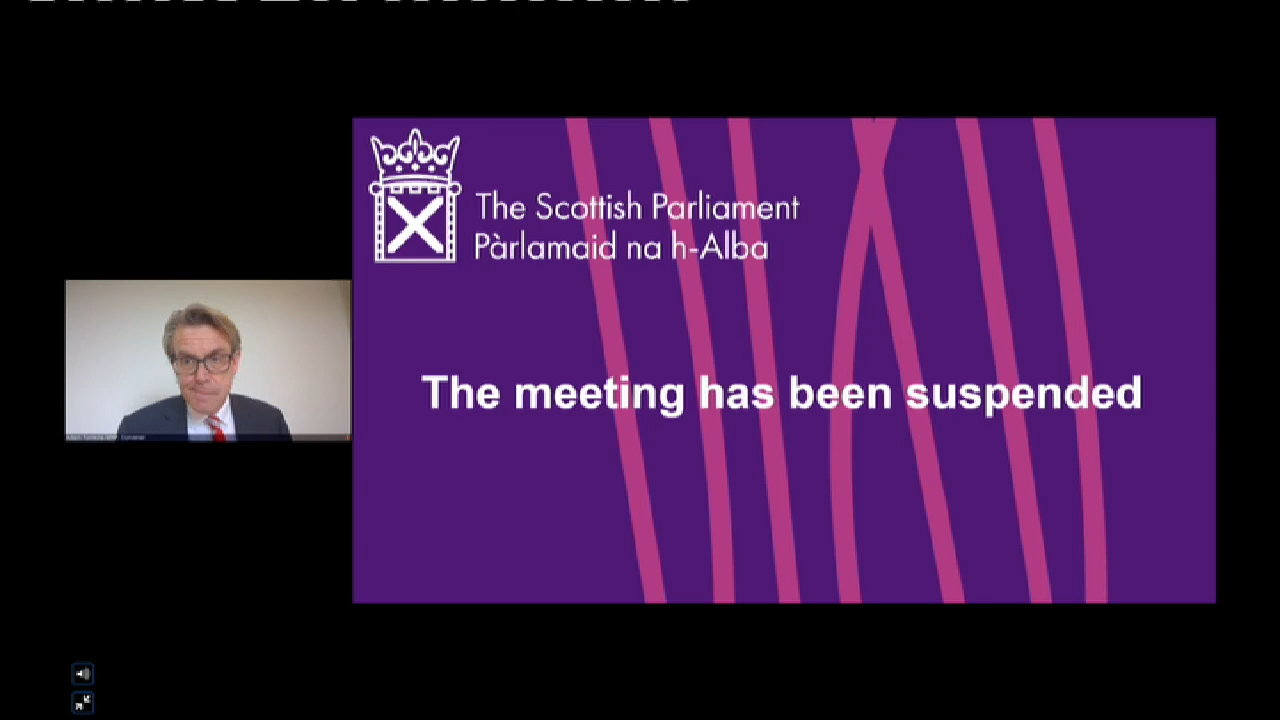 The Scottish Parliament
Pàrlamaid na h-Alba
The meeting has been suspended